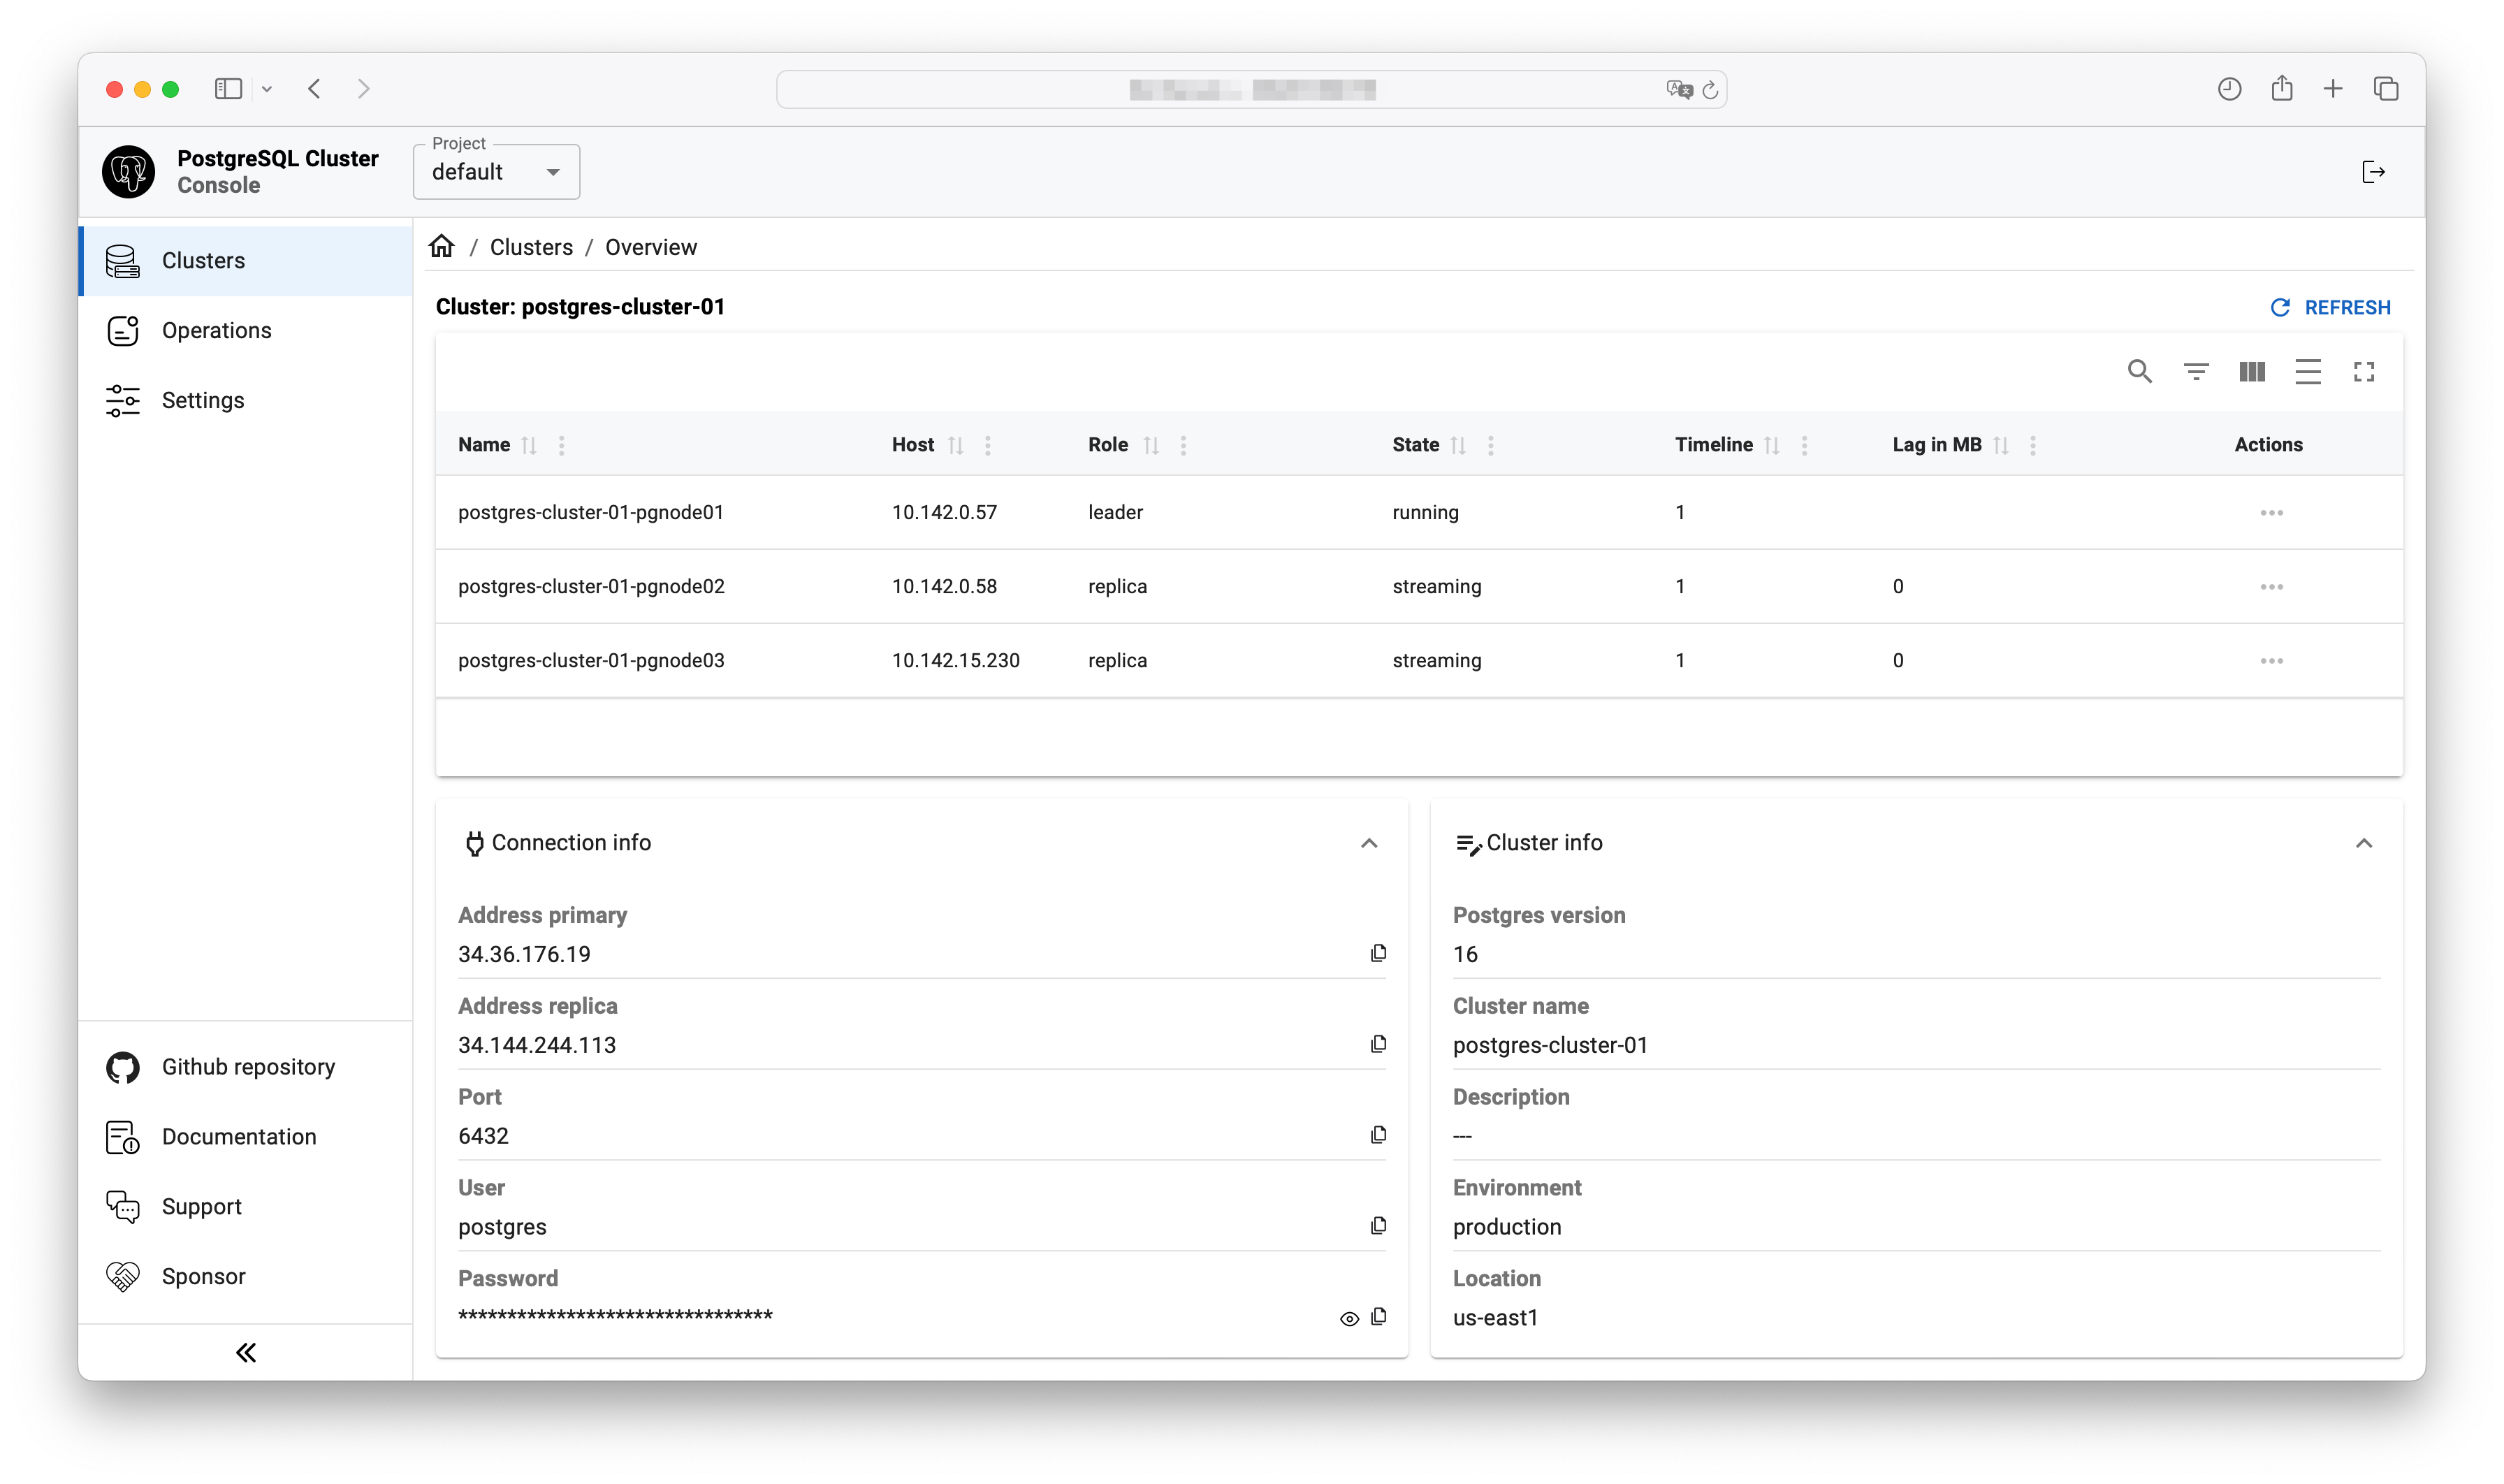 PostgreSQL Cluster
Console
Project
default
Clusters
Operations
Settings
Github repository
Documentation
Support
Sponsor
/ Clusters / Overview
Cluster: postgres-cluster-01
REFRESH
Name Host Role State Timeline Lag in MB Actions
postgres-cluster-01-pgnode01 10.142.0.57 leader running 1
postgres-cluster-01-pgnode02 10.142.0.58 replica streaming 1 0
postgres-cluster-01-pgnode03 10.142.15.230 replica streaming 1 0
Connection info
Address primary
34.36.176.19
Address replica
34.144.244.113
Port
6432
User
postgres
Password
********************************
Cluster info
Postgres version
16
Cluster name
postgres-cluster-01
Description
---
Environment
production
Location
us-east1